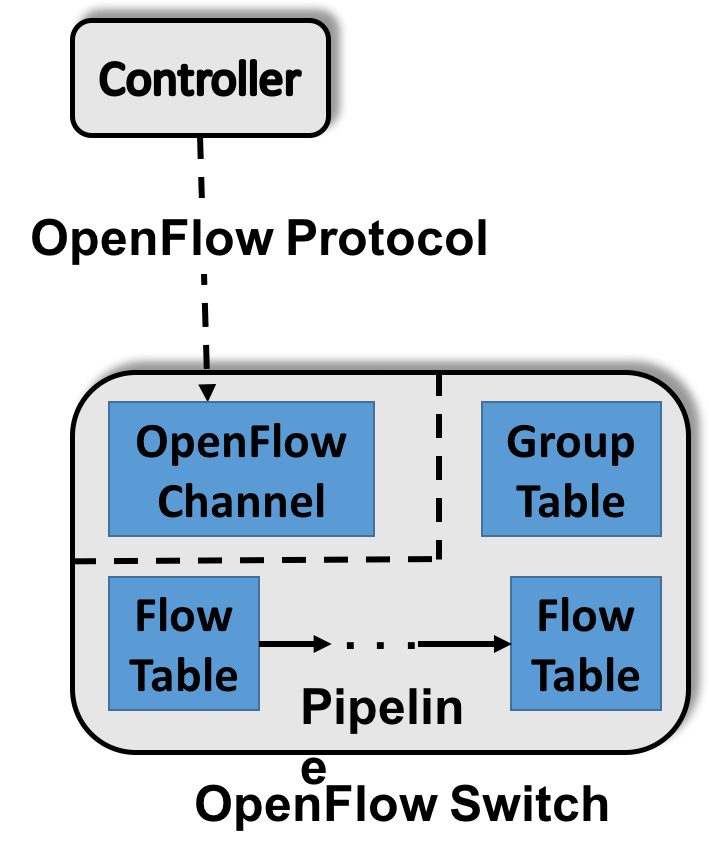 Controller
OpenFlow Protocol
OpenFlow
Channel
Group
Table
Flow
Table
. . .
Flow
Table
Pipelin
e
OpenFlow Switch